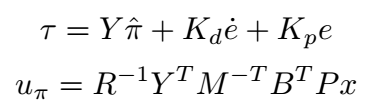 τ = Yπ̂ + K_d ė + K_p e
u_π = R^{-1} Y^T M^{-T} B^T P x